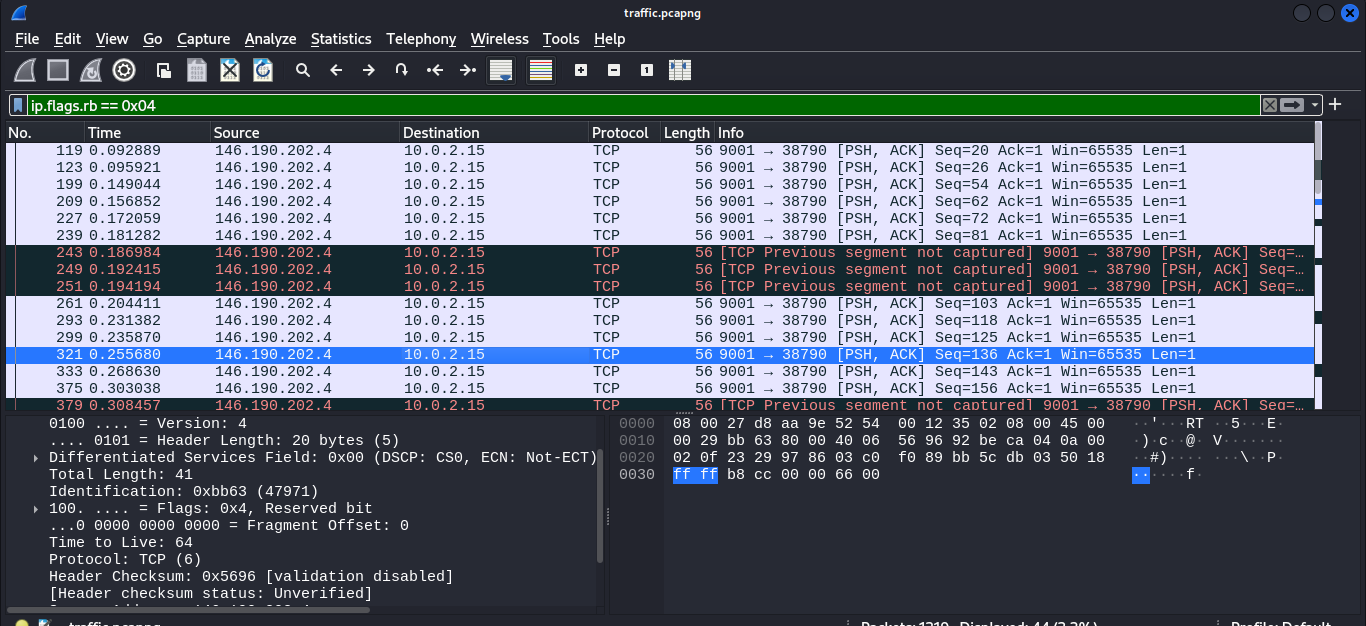 traffic.pcapng
File Edit View Go Capture Analyze Statistics Telephony Wireless Tools Help
ip.flags.rb == 0x04
No. Time Source Destination Protocol Length Info
119 0.092889 146.190.202.4 10.0.2.15 TCP 56 9001 → 38790 [PSH, ACK] Seq=20 Ack=1 Win=65535 Len=1
123 0.095921 146.190.202.4 10.0.2.15 TCP 56 9001 → 38790 [PSH, ACK] Seq=26 Ack=1 Win=65535 Len=1
199 0.149044 146.190.202.4 10.0.2.15 TCP 56 9001 → 38790 [PSH, ACK] Seq=54 Ack=1 Win=65535 Len=1
209 0.156852 146.190.202.4 10.0.2.15 TCP 56 9001 → 38790 [PSH, ACK] Seq=62 Ack=1 Win=65535 Len=1
227 0.172059 146.190.202.4 10.0.2.15 TCP 56 9001 → 38790 [PSH, ACK] Seq=72 Ack=1 Win=65535 Len=1
239 0.181282 146.190.202.4 10.0.2.15 TCP 56 9001 → 38790 [PSH, ACK] Seq=81 Ack=1 Win=65535 Len=1
243 0.186984 146.190.202.4 10.0.2.15 TCP 56 [TCP Previous segment not captured] 9001 → 38790 [PSH, ACK] Seq=…
249 0.192415 146.190.202.4 10.0.2.15 TCP 56 [TCP Previous segment not captured] 9001 → 38790 [PSH, ACK] Seq=…
251 0.194194 146.190.202.4 10.0.2.15 TCP 56 [TCP Previous segment not captured] 9001 → 38790 [PSH, ACK] Seq=…
261 0.204411 146.190.202.4 10.0.2.15 TCP 56 9001 → 38790 [PSH, ACK] Seq=103 Ack=1 Win=65535 Len=1
293 0.231382 146.190.202.4 10.0.2.15 TCP 56 9001 → 38790 [PSH, ACK] Seq=118 Ack=1 Win=65535 Len=1
299 0.235870 146.190.202.4 10.0.2.15 TCP 56 9001 → 38790 [PSH, ACK] Seq=125 Ack=1 Win=65535 Len=1
321 0.255680 146.190.202.4 10.0.2.15 TCP 56 9001 → 38790 [PSH, ACK] Seq=136 Ack=1 Win=65535 Len=1
333 0.268630 146.190.202.4 10.0.2.15 TCP 56 9001 → 38790 [PSH, ACK] Seq=143 Ack=1 Win=65535 Len=1
375 0.303038 146.190.202.4 10.0.2.15 TCP 56 9001 → 38790 [PSH, ACK] Seq=156 Ack=1 Win=65535 Len=1
379 0.308457 146.190.202.4 10.0.2.15 TCP 56 [TCP Previous segment not captured] 9001 → 38790 [PSH, ACK] Seq=…
0100 .... = Version: 4
.... 0101 = Header Length: 20 bytes (5)
Differentiated Services Field: 0x00 (DSCP: CS0, ECN: Not-ECT)
Total Length: 41
Identification: 0xbb63 (47971)
100. .... = Flags: 0x4, Reserved bit
...0 0000 0000 0000 = Fragment Offset: 0
Time to Live: 64
Protocol: TCP (6)
Header Checksum: 0x5696 [validation disabled]
[Header checksum status: Unverified]
0000 08 00 27 d8 aa 9e 52 54 00 12 35 02 08 00 45 00 ··'···RT ··5···E·
0010 00 29 bb 63 80 00 40 06 56 96 92 be ca 04 0a 00 ·)·c··@· V·······
0020 02 0f 23 29 97 86 03 c0 f0 89 bb 5c db 03 50 18 ··#)···· ···\··P·
0030 ff ff b8 cc 00 00 66 00 ······f·
traffic.pcapng
Packets: 1319 · Displayed: 44 (3.3%)
Profile: Default